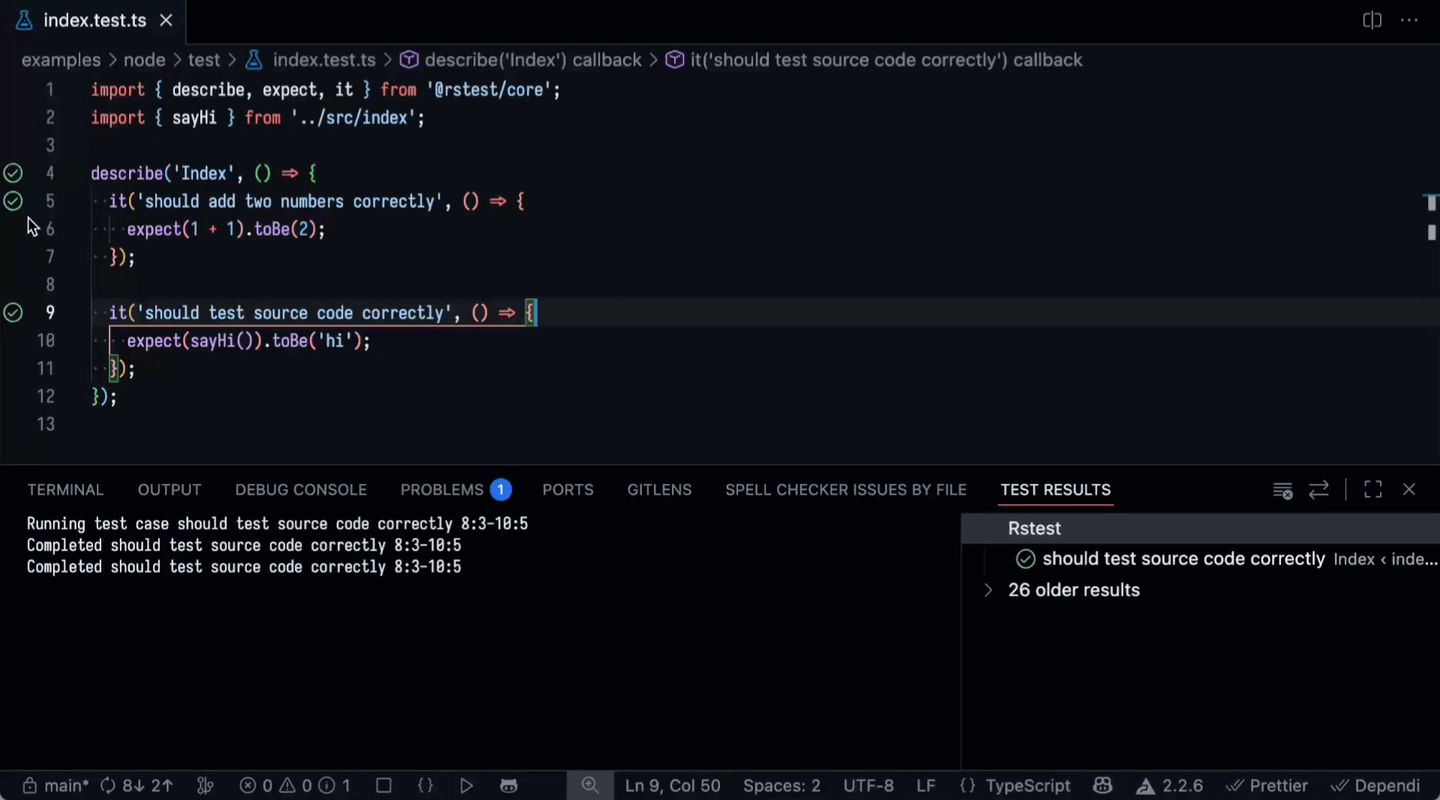 index.test.ts
examples > node > test > index.test.ts > describe('Index') callback > it('should test source code correctly') callback
1 import { describe, expect, it } from '@rstest/core';
2 import { sayHi } from '../src/index';
3
4 describe('Index', () => {
5 it('should add two numbers correctly', () => {
6 expect(1 + 1).toBe(2);
7 });
8
9 it('should test source code correctly', () => {
10 expect(sayHi()).toBe('hi');
11 });
12 });
13
TERMINAL OUTPUT DEBUG CONSOLE PROBLEMS 1 PORTS GITLENS SPELL CHECKER ISSUES BY FILE TEST RESULTS
Running test case should test source code correctly 8:3-10:5
Completed should test source code correctly 8:3-10:5
Completed should test source code correctly 8:3-10:5
Rstest
should test source code correctly Index < inde...
26 older results
main* 8↓ 2↑ 0 0 1 {} Ln 9, Col 50 Spaces: 2 UTF-8 LF {} TypeScript 2.2.6 Prettier Dependi